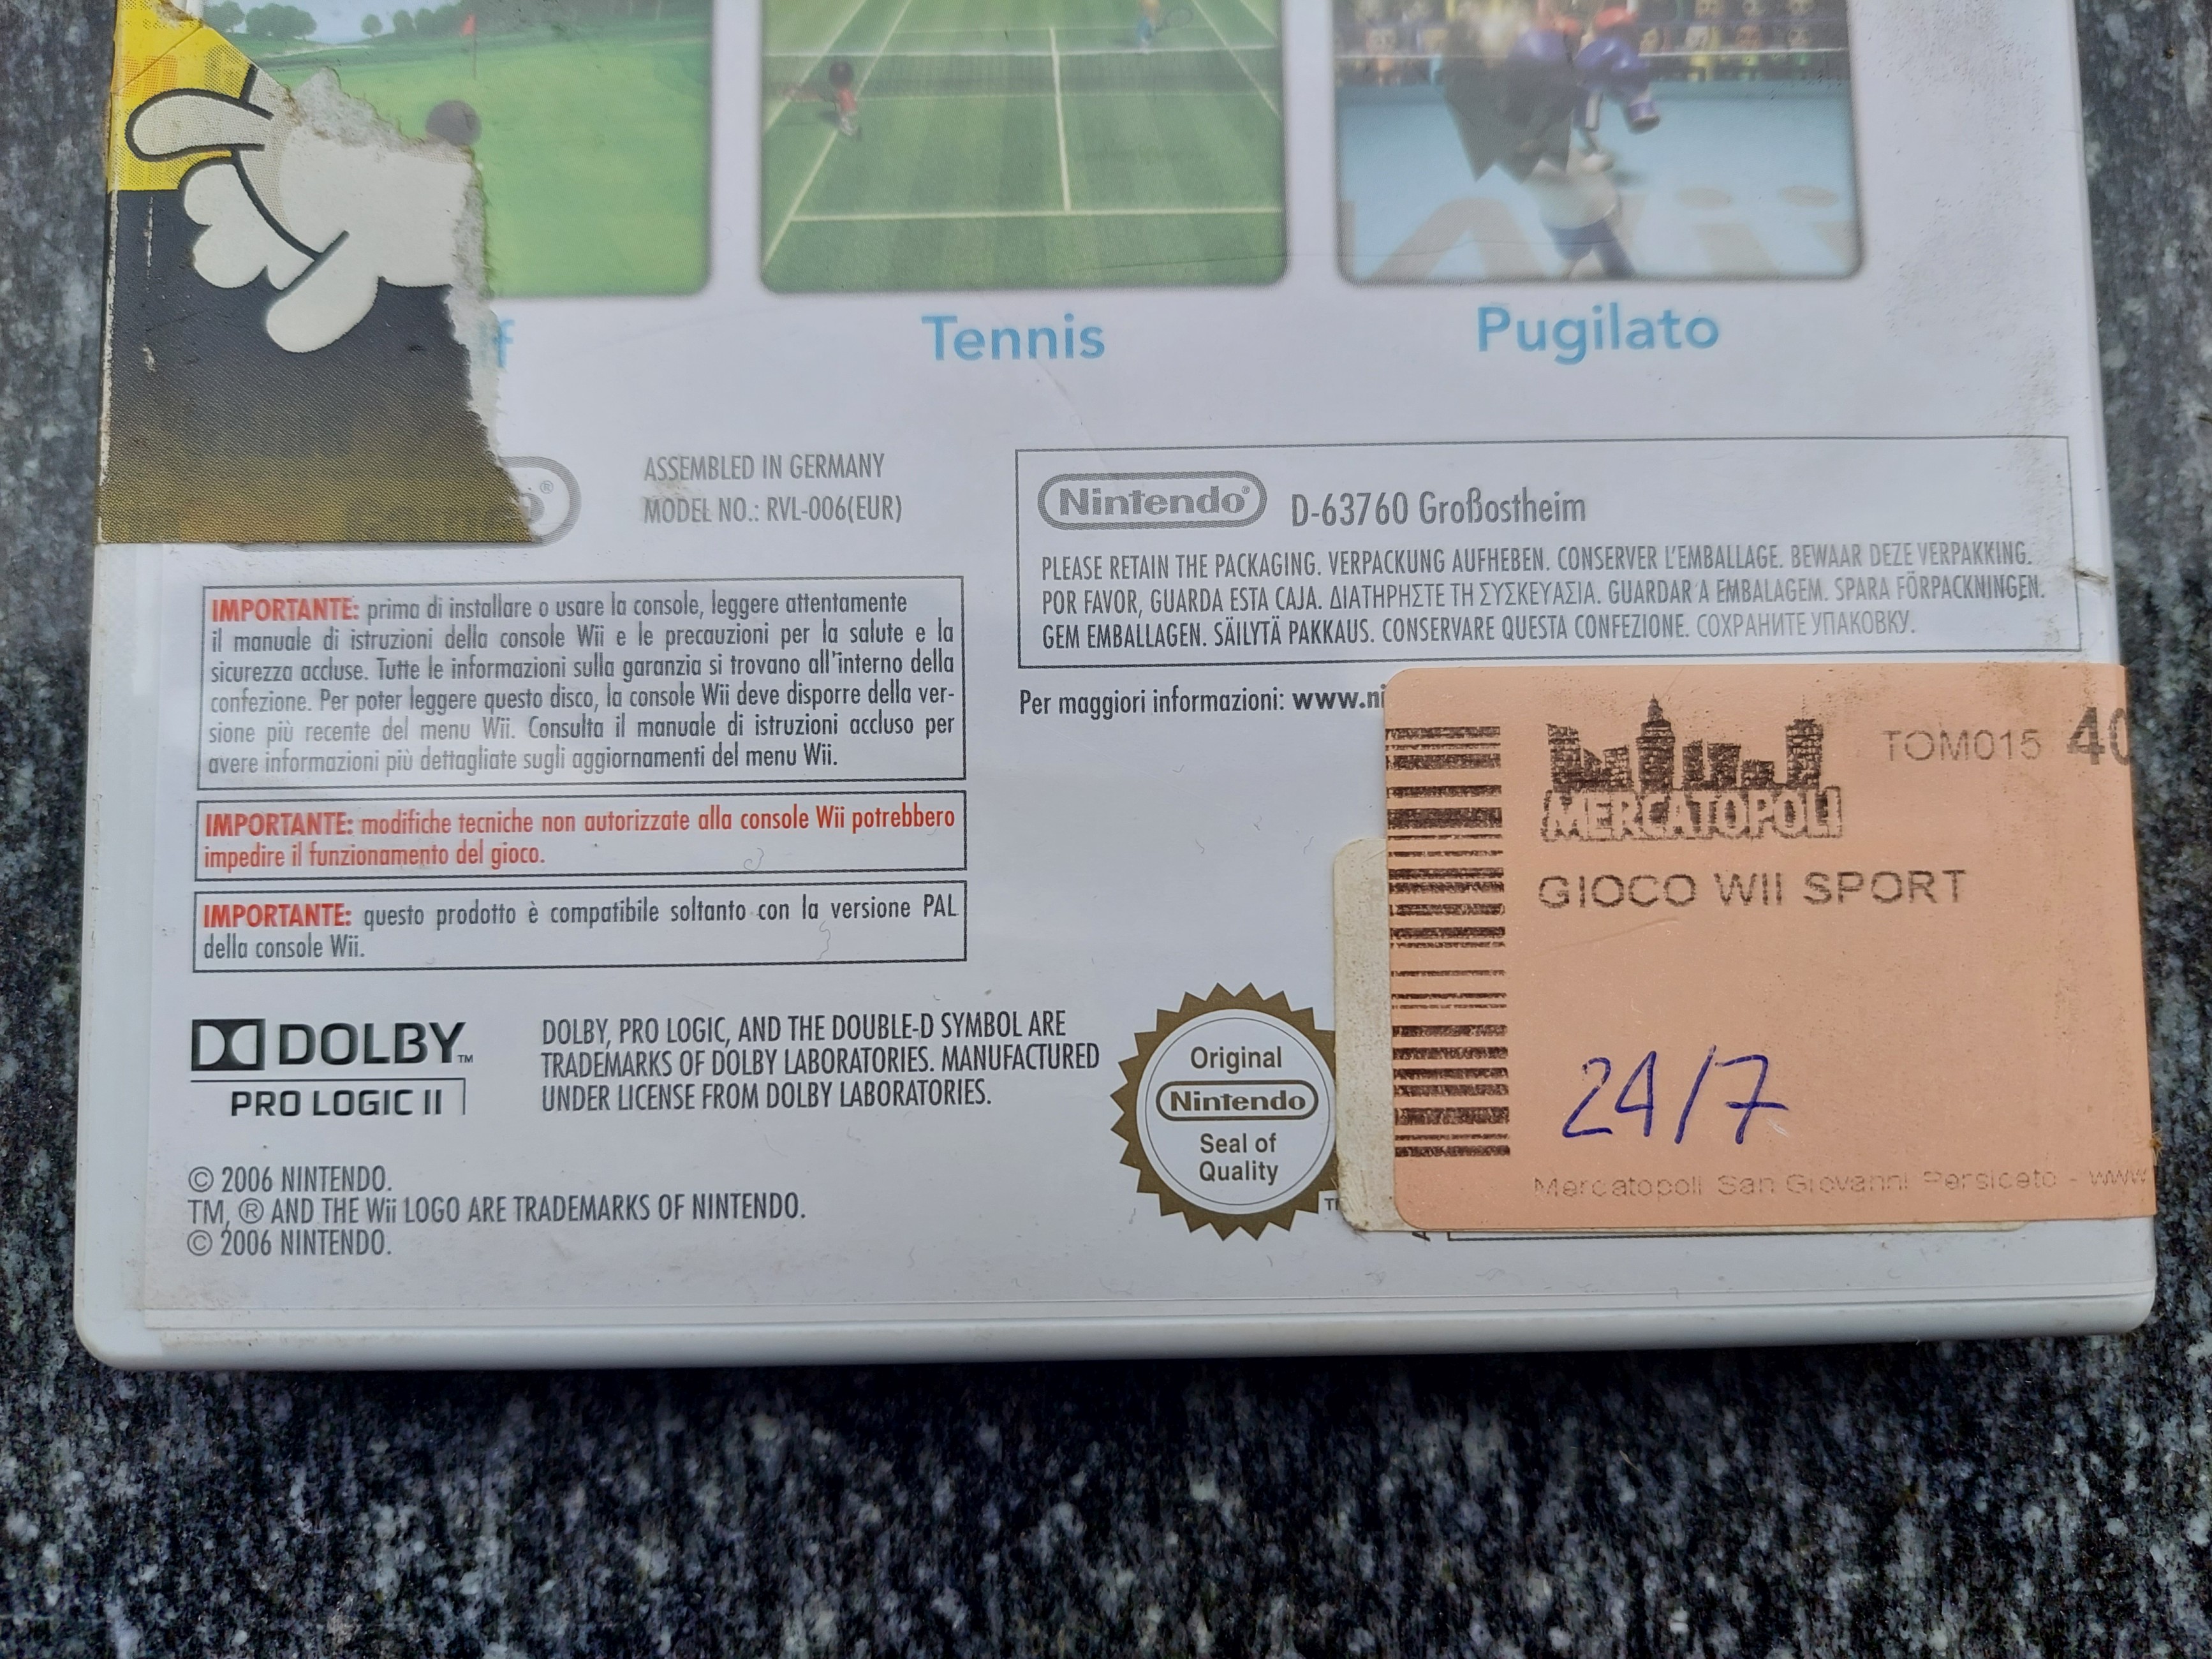 Tennis
Pugilato
ASSEMBLED IN GERMANY
MODEL NO.: RVL-006(EUR)
Nintendo® D-63760 Großostheim
PLEASE RETAIN THE PACKAGING. VERPACKUNG AUFHEBEN. CONSERVER L'EMBALLAGE. BEWAAR DEZE VERPAKKING.
POR FAVOR, GUARDA ESTA CAJA. ΔΙΑΤΗΡΗΣΤΕ ΤΗ ΣΥΣΚΕΥΑΣΙΑ. GUARDAR A EMBALAGEM. SPARA FÖRPACKNINGEN.
GEM EMBALLAGEN. SÄILYTÄ PAKKAUS. CONSERVARE QUESTA CONFEZIONE. СОХРАНИТЕ УПАКОВКУ.
Per maggiori informazioni: www.ni
IMPORTANTE: prima di installare o usare la console, leggere attentamente
il manuale di istruzioni della console Wii e le precauzioni per la salute e la
sicurezza accluse. Tutte le informazioni sulla garanzia si trovano all'interno della
confezione. Per poter leggere questo disco, la console Wii deve disporre della ver-
sione più recente del menu Wii. Consulta il manuale di istruzioni accluso per
avere informazioni più dettagliate sugli aggiornamenti del menu Wii.
IMPORTANTE: modifiche tecniche non autorizzate alla console Wii potrebbero
impedire il funzionamento del gioco.
IMPORTANTE: questo prodotto è compatibile soltanto con la versione PAL
della console Wii.
TOM015 40
MERCATOPOLI
GIOCO WII SPORT
24/7
Mercatopoli San Giovanni Persiceto - www
DOLBY™
PRO LOGIC II
DOLBY, PRO LOGIC, AND THE DOUBLE-D SYMBOL ARE
TRADEMARKS OF DOLBY LABORATORIES. MANUFACTURED
UNDER LICENSE FROM DOLBY LABORATORIES.
Original
Nintendo
Seal of
Quality
© 2006 NINTENDO.
TM, ® AND THE Wii LOGO ARE TRADEMARKS OF NINTENDO.
© 2006 NINTENDO.